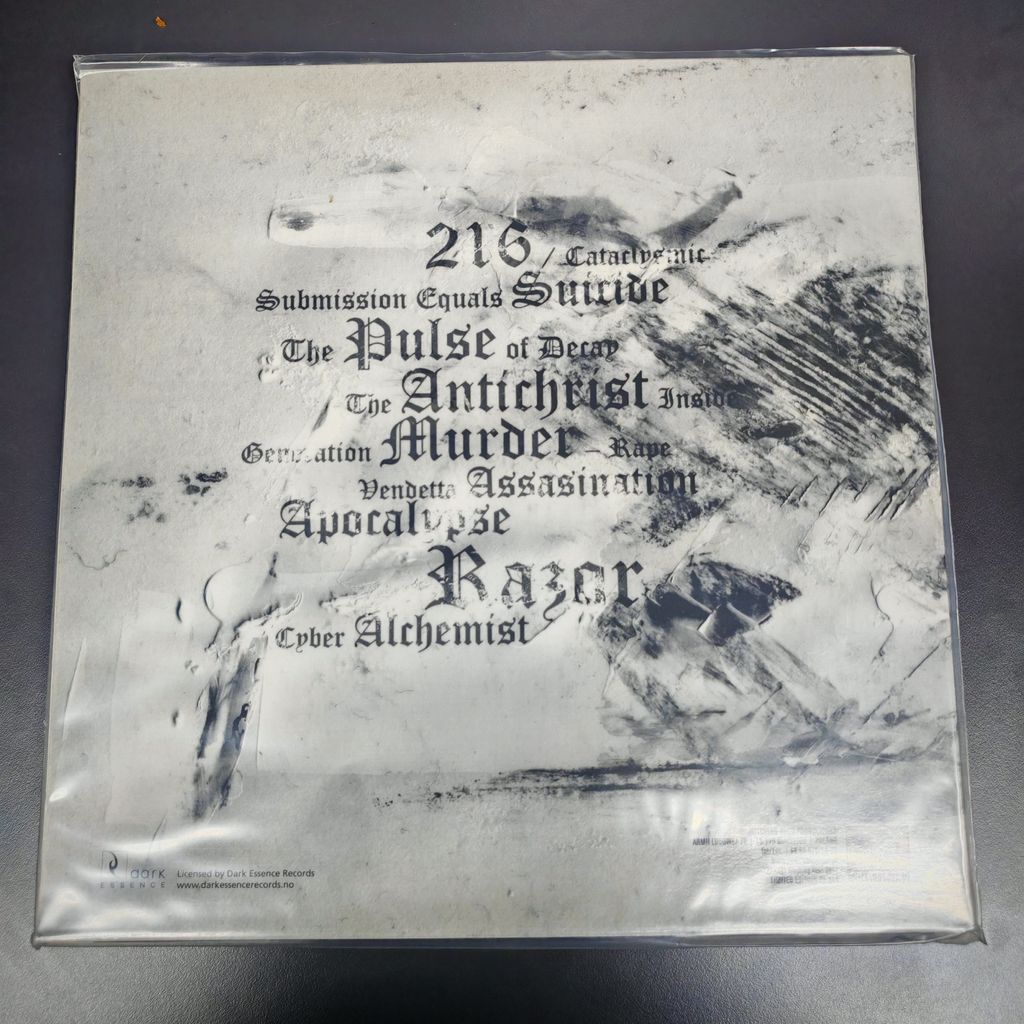 216 / Cataclysmic
Submission Equals Suicide
The Pulse of Decay
The Antichrist Inside
Generation Murder - Rape
Vendetta Assasination
Apocalypse
Razor
Cyber Alchemist
dark
ESSENCE
Licensed by Dark Essence Records
www.darkessencerecords.no